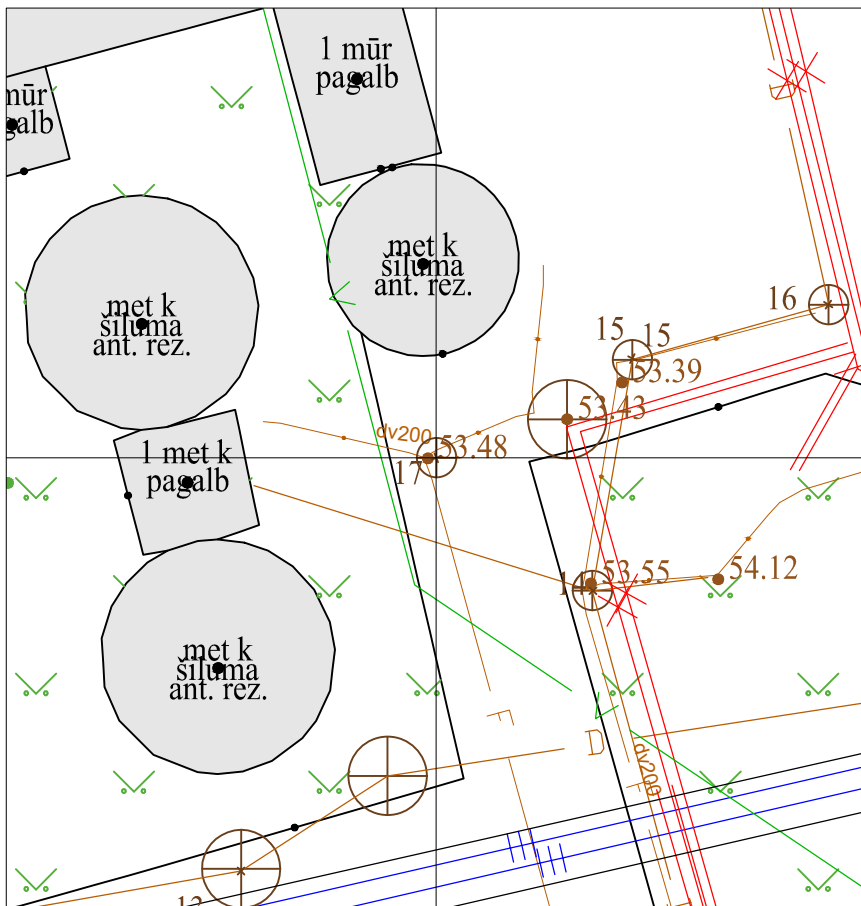 1 mūr
pagalb
mūr
galb
D
met k
šiluma
ant. rez.
met k
šiluma
ant. rez.
16
15 15
53.39
53.43
dv200
53.48
17
1 met k
pagalb
14
53.55
54.12
met k
šiluma
ant. rez.
F
D
dv200
F